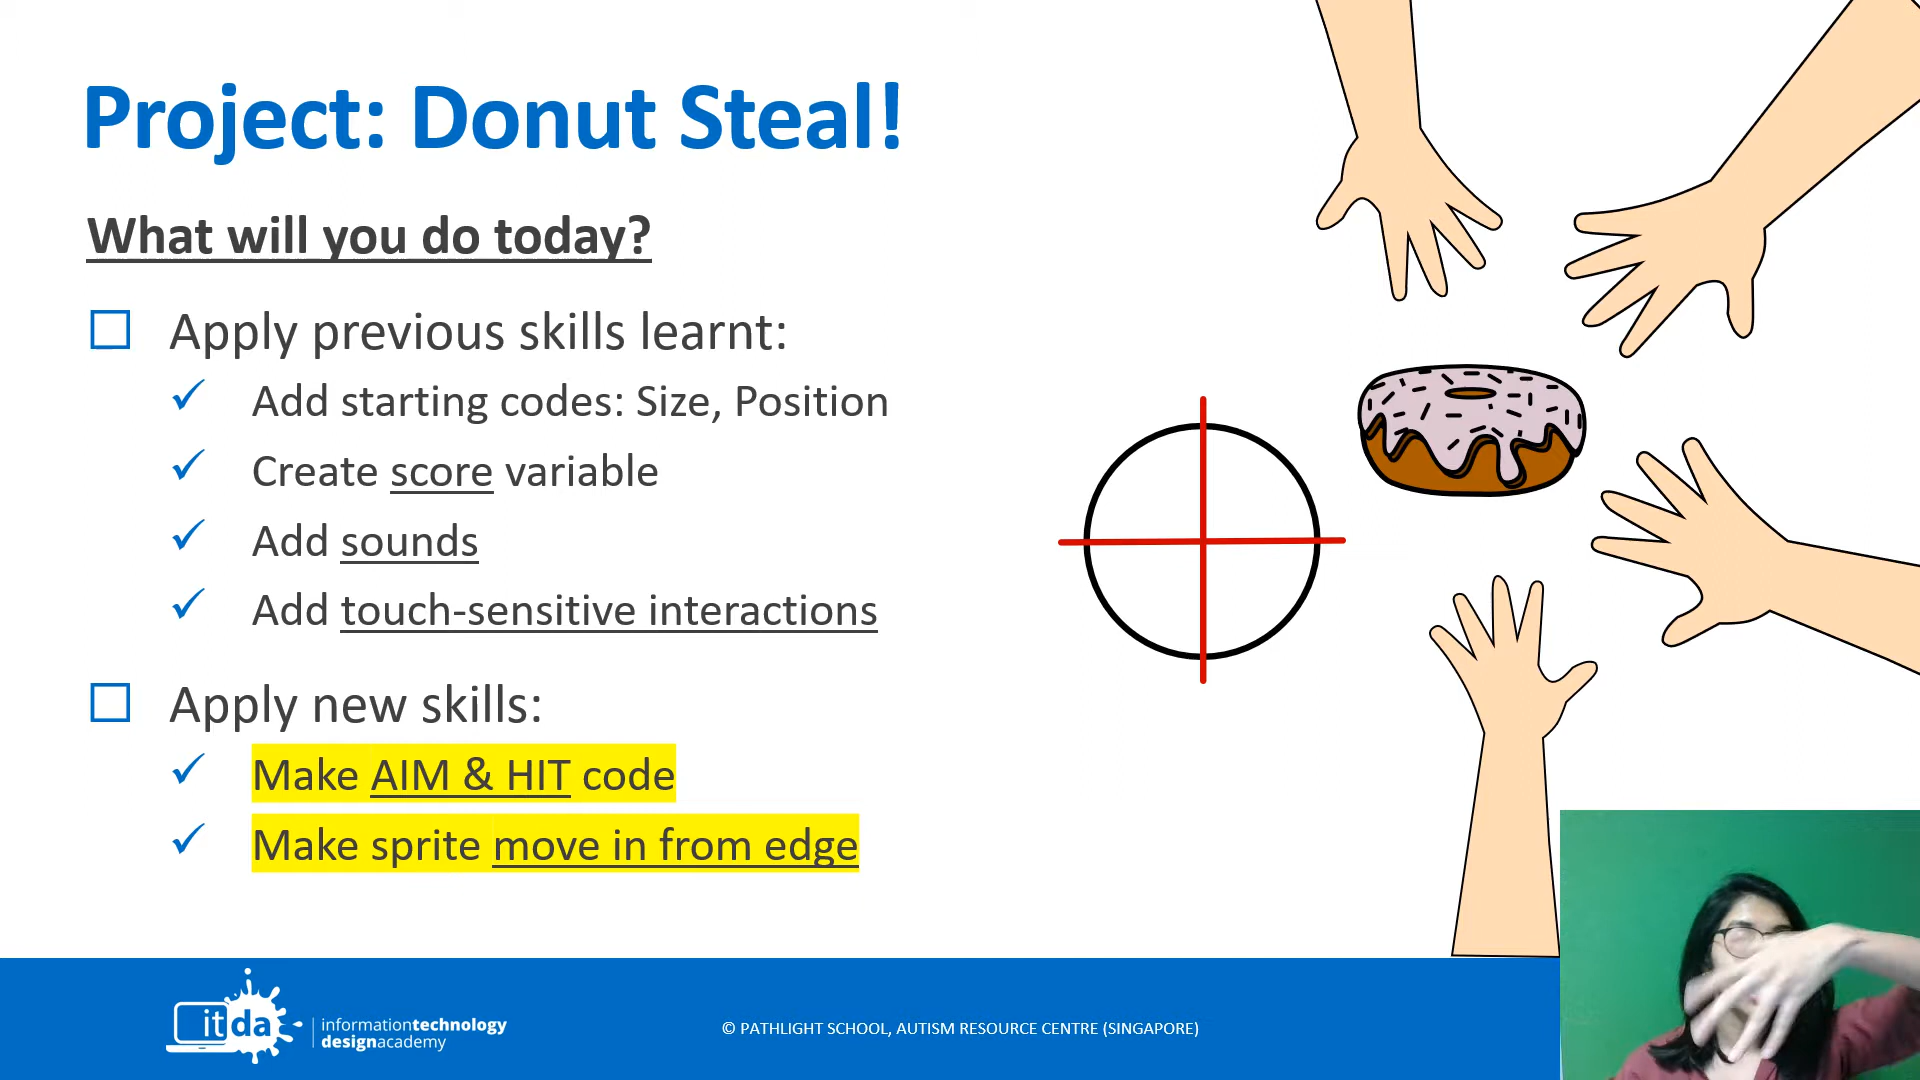 Project: Donut Steal!
What will you do today?
Apply previous skills learnt:
Add starting codes: Size, Position
Create score variable
Add sounds
Add touch-sensitive interactions
Apply new skills:
Make AIM & HIT code
Make sprite move in from edge
itda
informationtechnology
designacademy
© PATHLIGHT SCHOOL, AUTISM RESOURCE CENTRE (SINGAPORE)